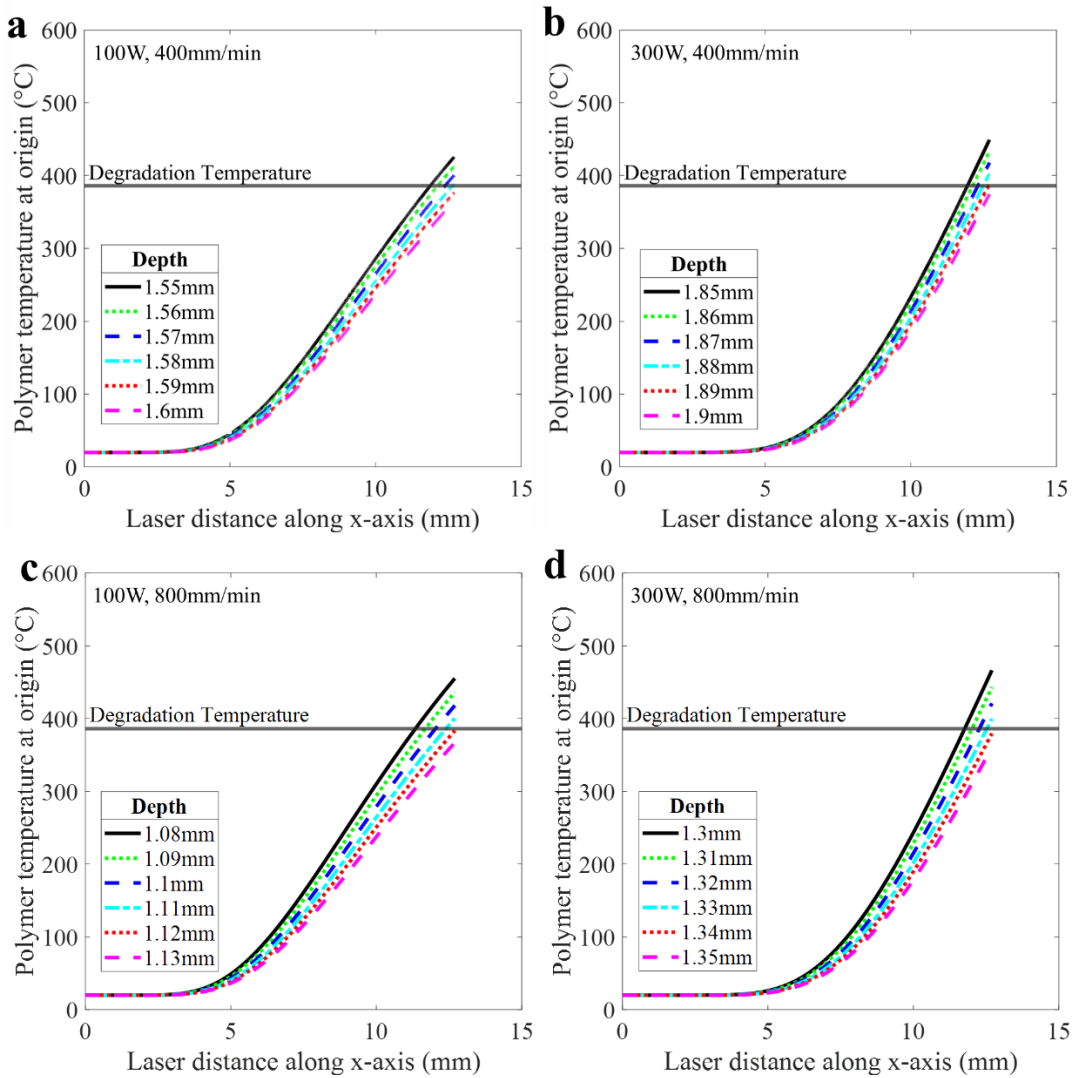 a
100W, 400mm/min
Polymer temperature at origin (°C)
600
500
400
300
200
100
0
Degradation Temperature
Depth
1.55mm
1.56mm
1.57mm
1.58mm
1.59mm
1.6mm
0 5 10 15
Laser distance along x-axis (mm)
b
300W, 400mm/min
Polymer temperature at origin (°C)
600
500
400
300
200
100
0
Degradation Temperature
Depth
1.85mm
1.86mm
1.87mm
1.88mm
1.89mm
1.9mm
0 5 10 15
Laser distance along x-axis (mm)
c
100W, 800mm/min
Polymer temperature at origin (°C)
600
500
400
300
200
100
0
Degradation Temperature
Depth
1.08mm
1.09mm
1.1mm
1.11mm
1.12mm
1.13mm
0 5 10 15
Laser distance along x-axis (mm)
d
300W, 800mm/min
Polymer temperature at origin (°C)
600
500
400
300
200
100
0
Degradation Temperature
Depth
1.3mm
1.31mm
1.32mm
1.33mm
1.34mm
1.35mm
0 5 10 15
Laser distance along x-axis (mm)